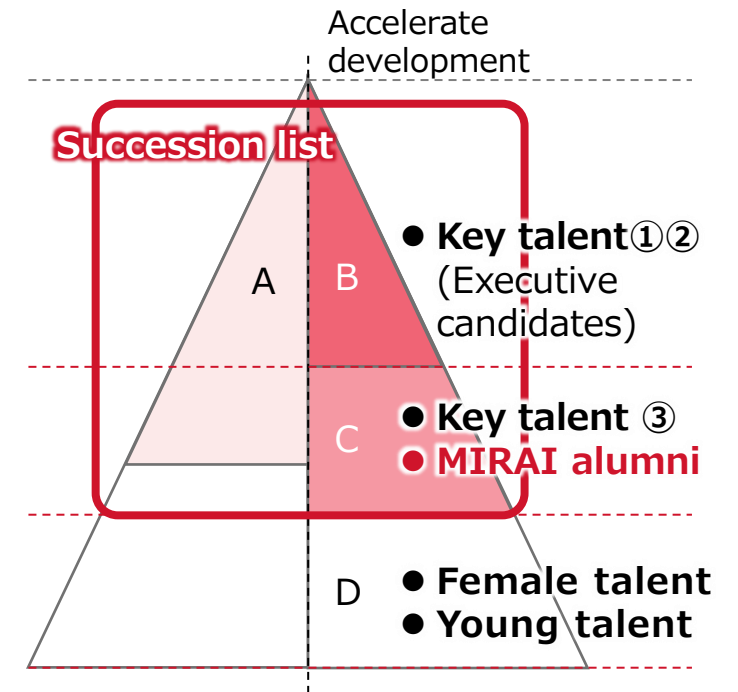 Accelerate
development
Succession list
A
B
● Key talent①②
(Executive
candidates)
C
● Key talent ③
● MIRAI alumni
D
● Female talent
● Young talent